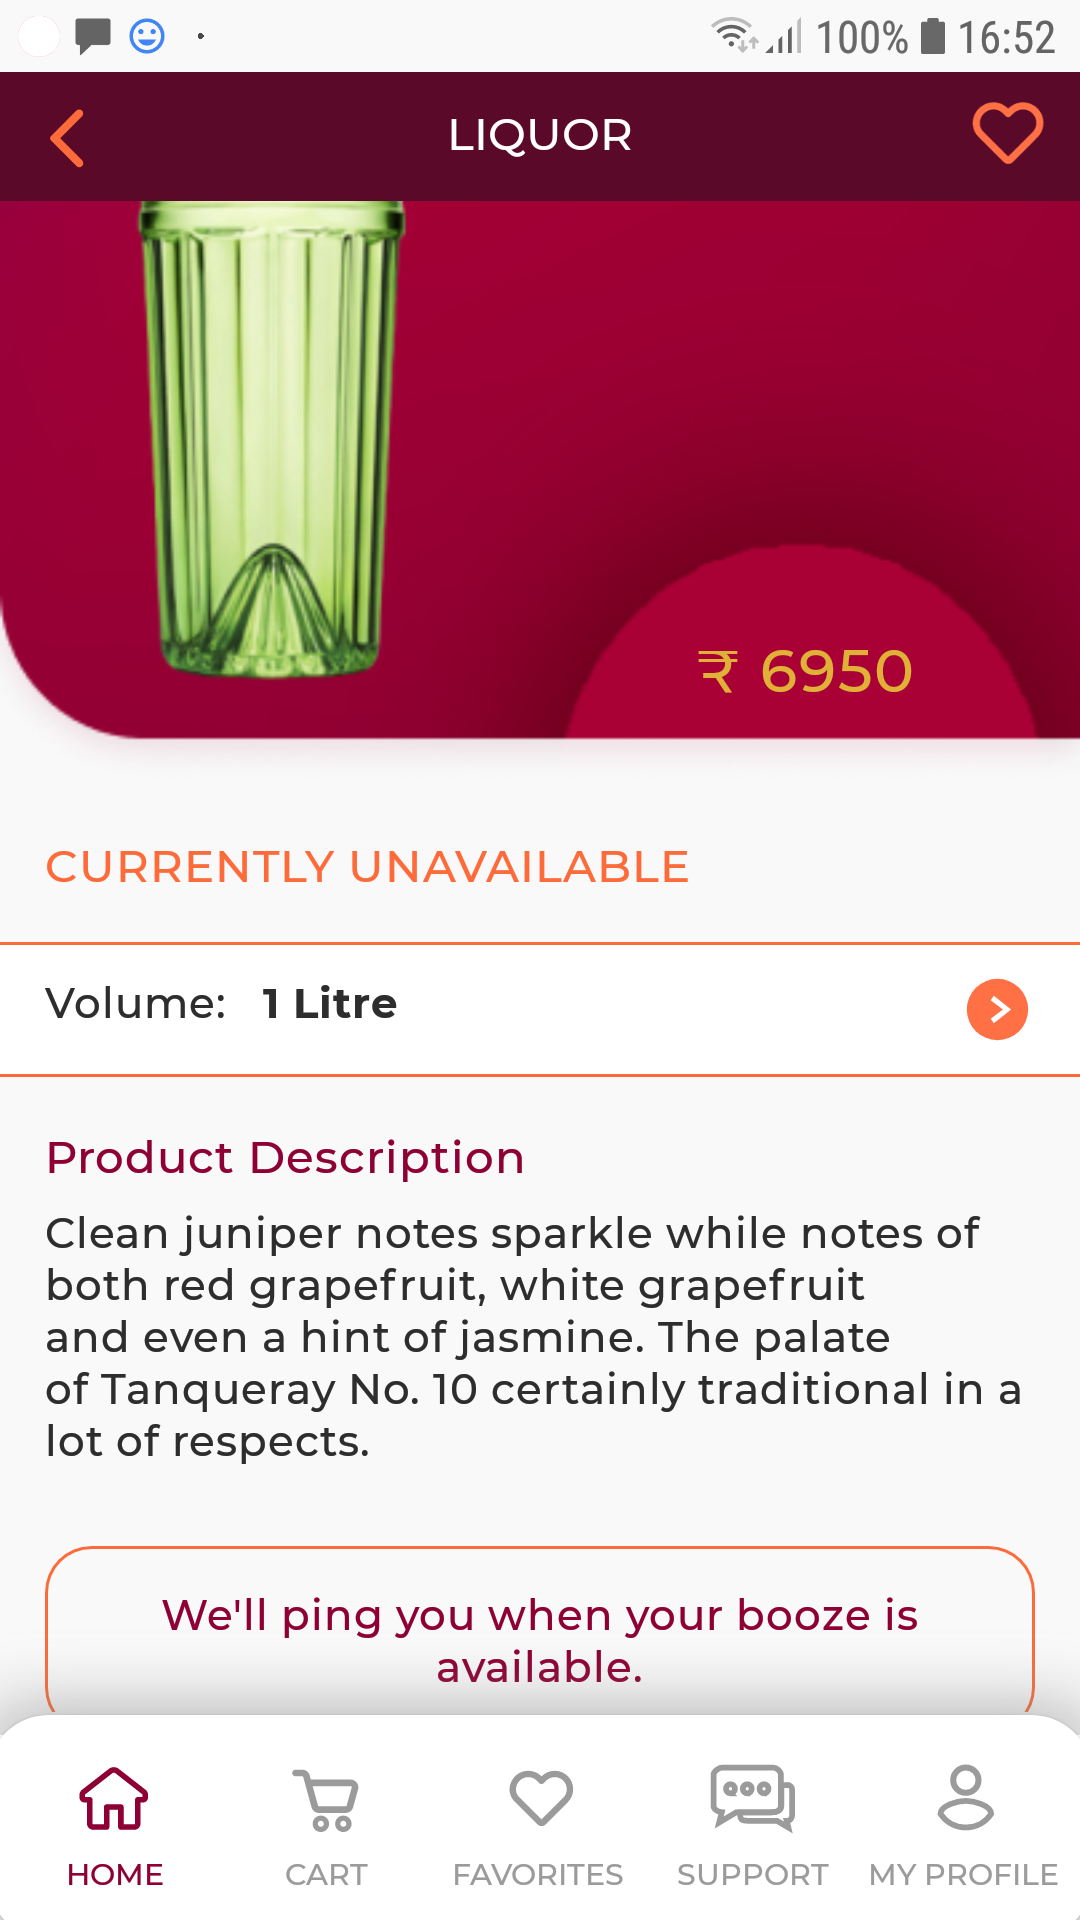 100% 16:52
LIQUOR
₹ 6950
CURRENTLY UNAVAILABLE
Volume: 1 Litre
Product Description
Clean juniper notes sparkle while notes of
both red grapefruit, white grapefruit
and even a hint of jasmine. The palate
of Tanqueray No. 10 certainly traditional in a
lot of respects.
We'll ping you when your booze is
available.
HOME CART FAVORITES SUPPORT MY PROFILE